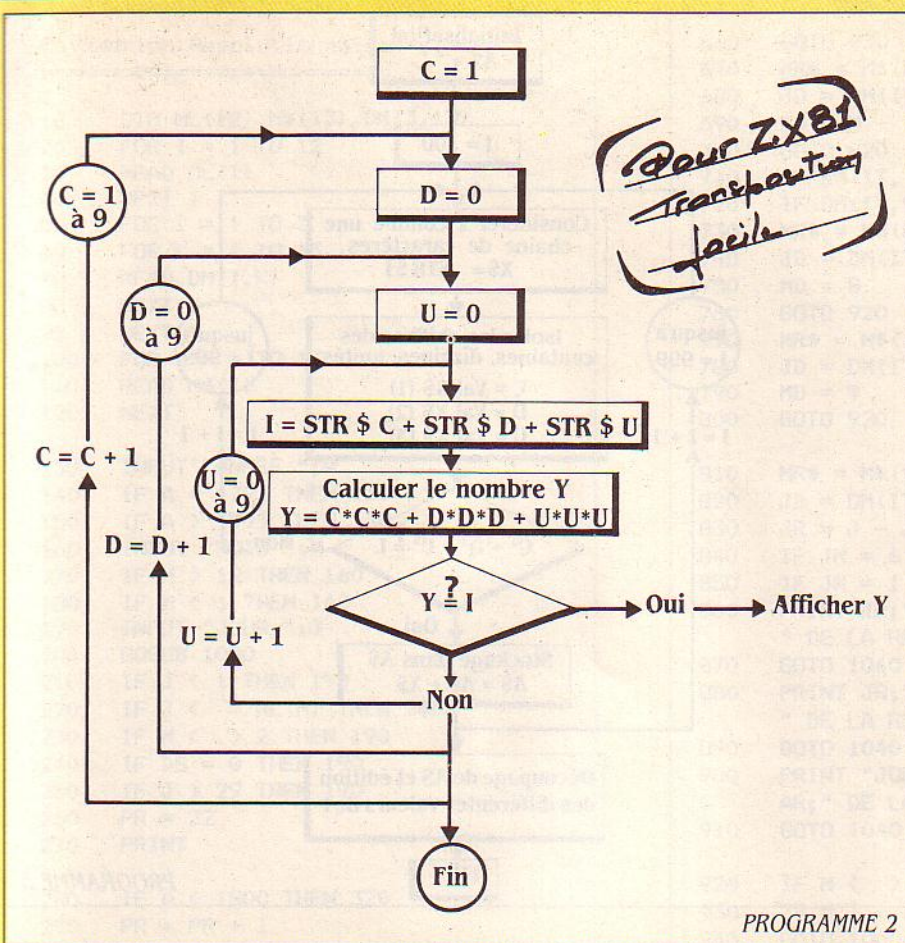 C = 1
Pour ZX81
Transposition
facile
C = 1
à 9
D = 0
D = 0
à 9
U = 0
I = STR $ C + STR $ D + STR $ U
C = C + 1
U = 0
à 9
Calculer le nombre Y
Y = C*C*C + D*D*D + U*U*U
D = D + 1
?
Y = I
Oui
Afficher Y
U = U + 1
Non
Fin
PROGRAMME 2